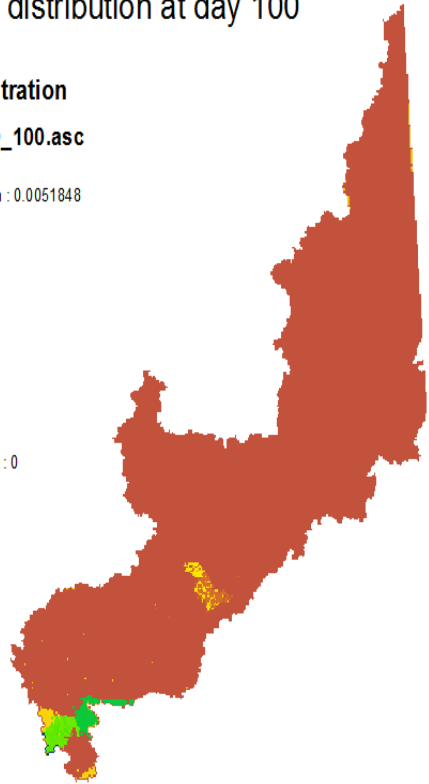 distribution at day 100
tration
_100.asc
: 0.0051848
: 0